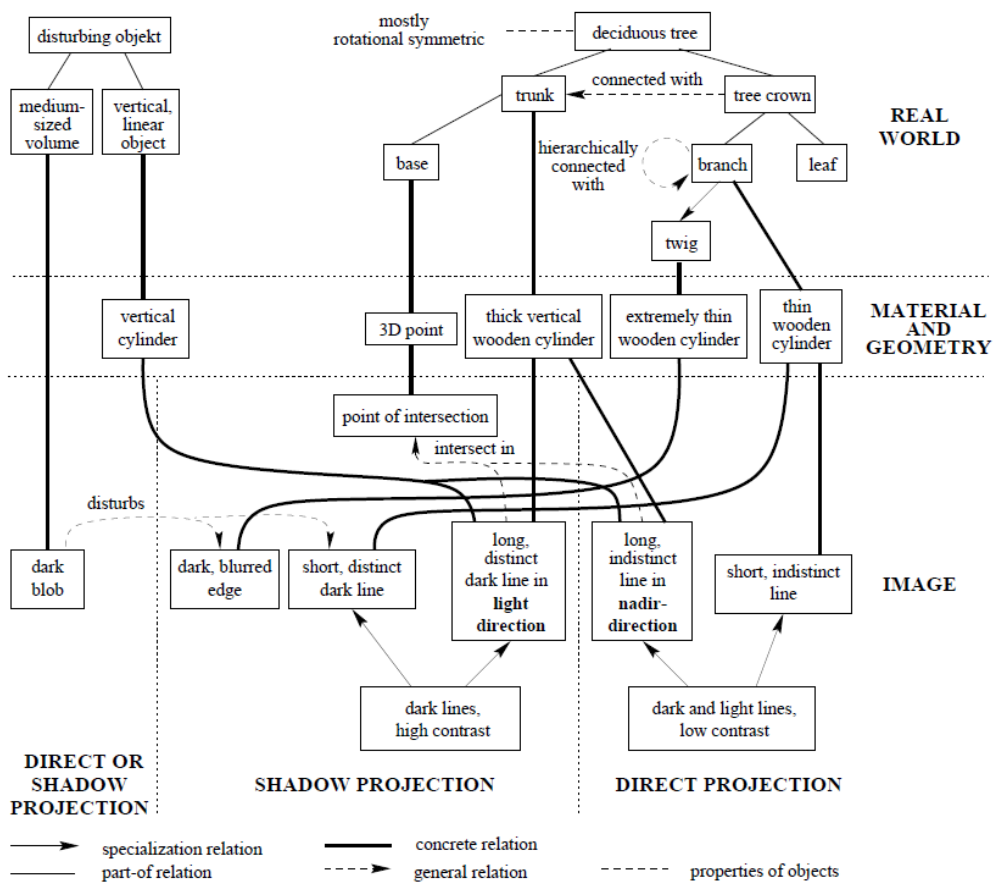 mostly
rotational symmetric
deciduous tree
disturbing objekt
connected with
medium-
sized
volume
vertical,
linear
object
trunk
tree crown
REAL
WORLD
base
hierarchically
connected
with
branch
leaf
twig
vertical
cylinder
3D point
thick vertical
wooden cylinder
extremely thin
wooden cylinder
thin
wooden
cylinder
MATERIAL
AND
GEOMETRY
point of intersection
intersect in
disturbs
dark
blob
dark, blurred
edge
short, distinct
dark line
long,
distinct
dark line in
light
direction
long,
indistinct
line in
nadir-
direction
short, indistinct
line
IMAGE
dark lines,
high contrast
dark and light lines,
low contrast
DIRECT OR
SHADOW
PROJECTION
SHADOW PROJECTION
DIRECT PROJECTION
specialization relation
concrete relation
part-of relation
general relation
properties of objects